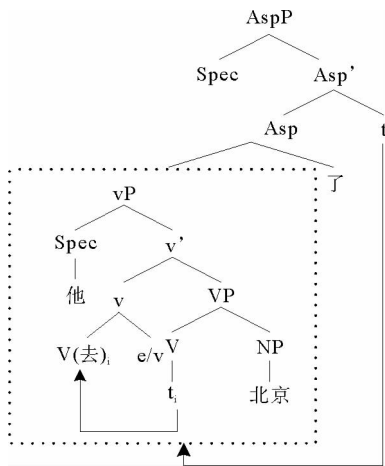 AspP
Spec Asp’
Asp t
了
vP
Spec v’
他 v VP
V(去)i e/v V NP
ti 北京